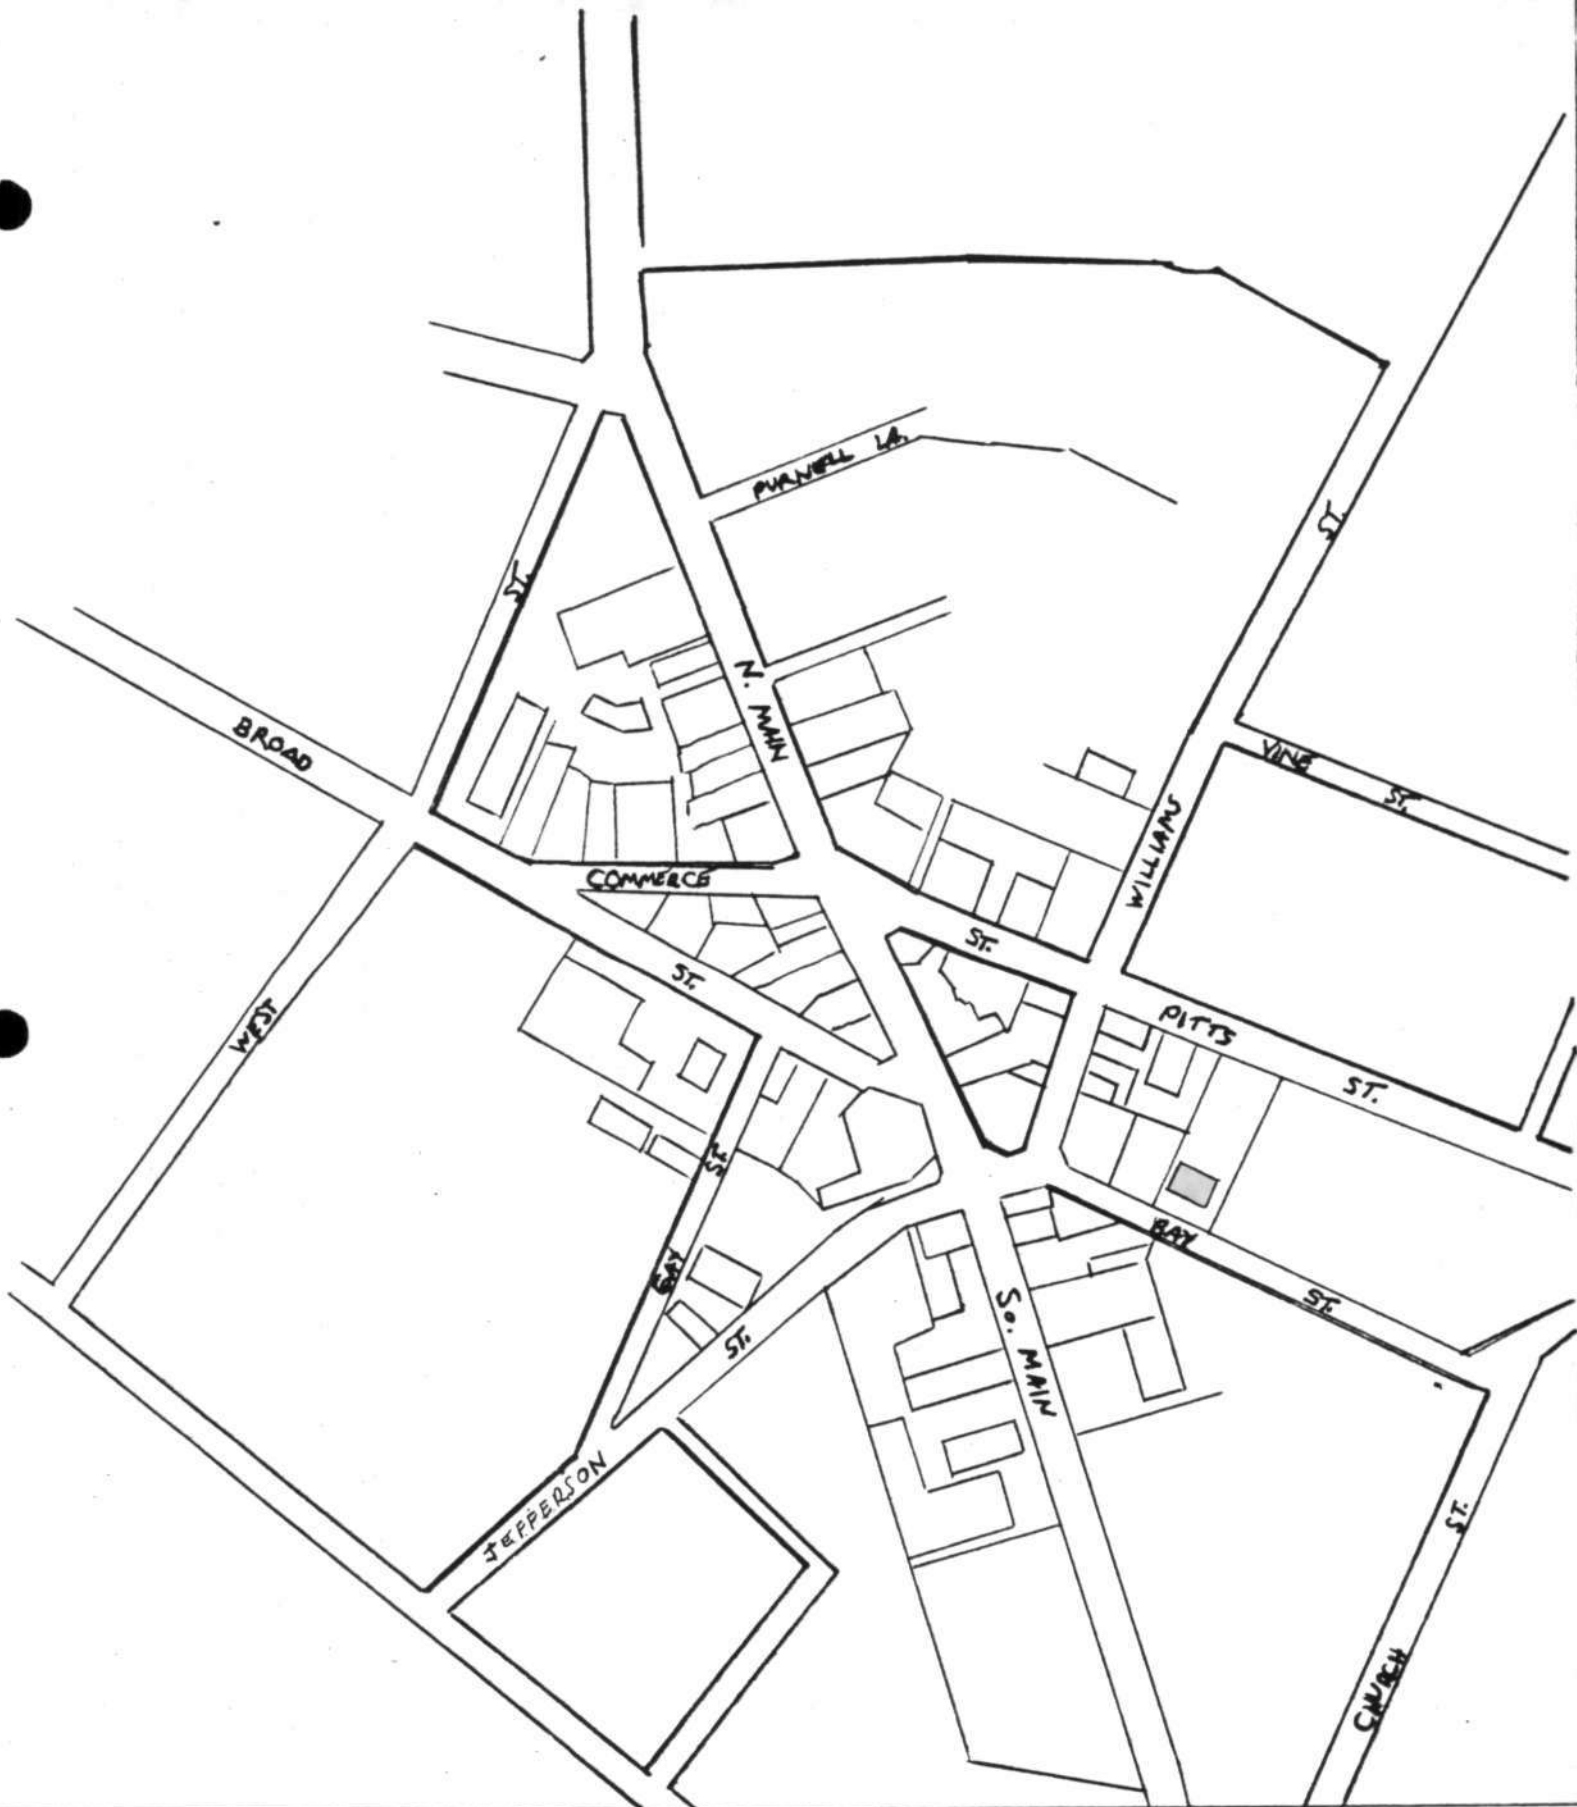 PURNELL LA.
ST.
ST.
N. MAIN
BROAD
VINE
ST.
WILLIAMS
COMMERCE
ST.
ST.
WEST
PITTS
ST.
ST.
BAY
GAY
ST.
ST.
So. MAIN
JEFFERSON
ST.
CHURCH